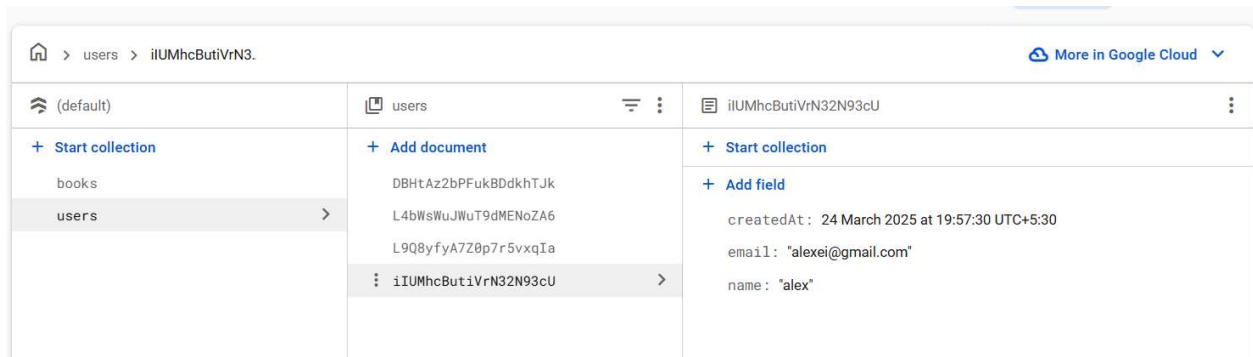 users > iIUMhcButiVrN3.
More in Google Cloud
(default)
users
iIUMhcButiVrN32N93cU
+ Start collection
+ Add document
+ Start collection
books
users
DBHtAz2bPFukBDdkhTJk
L4bWsWuJWuT9dMENoZA6
L9Q8yfyA7Z0p7r5vxqIa
iIUMhcButiVrN32N93cU
+ Add field
createdAt: 24 March 2025 at 19:57:30 UTC+5:30
email: "alexei@gmail.com"
name: "alex"